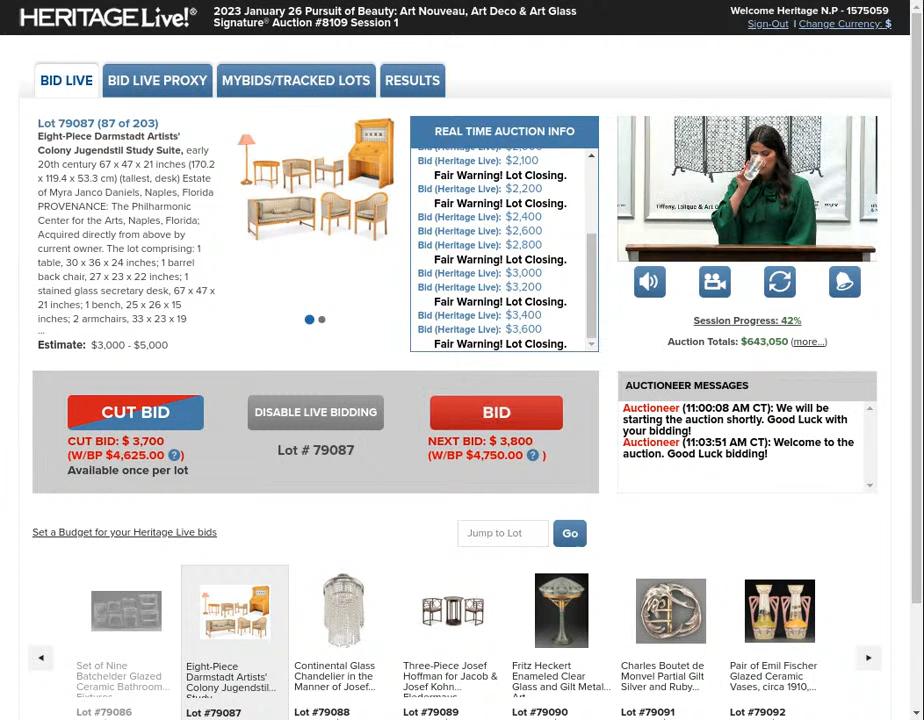 HERITAGE Live!®
2023 January 26 Pursuit of Beauty: Art Nouveau, Art Deco & Art Glass
Signature® Auction #8109 Session 1
Welcome Heritage N.P - 1575059
Sign-Out | Change Currency: $
BID LIVE
BID LIVE PROXY
MYBIDS/TRACKED LOTS
RESULTS
Lot 79087 (87 of 203)
Eight-Piece Darmstadt Artists'
Colony Jugendstil Study Suite, early
20th century 67 x 47 x 21 inches (170.2
x 119.4 x 53.3 cm) (tallest, desk) Estate
of Myra Janco Daniels, Naples, Florida
PROVENANCE: The Philharmonic
Center for the Arts, Naples, Florida;
Acquired directly from above by
current owner. The lot comprising: 1
table, 30 x 36 x 24 inches; 1 barrel
back chair, 27 x 23 x 22 inches; 1
stained glass secretary desk, 67 x 47 x
21 inches; 1 bench, 25 x 26 x 15
inches; 2 armchairs, 33 x 23 x 19
...
Estimate: $3,000 - $5,000
REAL TIME AUCTION INFO
Bid (Heritage Live): $2,100
Fair Warning! Lot Closing.
Bid (Heritage Live): $2,200
Fair Warning! Lot Closing.
Bid (Heritage Live): $2,400
Bid (Heritage Live): $2,600
Bid (Heritage Live): $2,800
Fair Warning! Lot Closing.
Bid (Heritage Live): $3,000
Bid (Heritage Live): $3,200
Fair Warning! Lot Closing.
Bid (Heritage Live): $3,400
Bid (Heritage Live): $3,600
Fair Warning! Lot Closing.
Tiffany, Lalique & Art
Session Progress: 42%
Auction Totals: $643,050 (more...)
CUT BID
CUT BID: $ 3,700
(W/BP $4,625.00 ?)
Available once per lot
DISABLE LIVE BIDDING
Lot # 79087
BID
NEXT BID: $ 3,800
(W/BP $4,750.00 ? )
AUCTIONEER MESSAGES
Auctioneer (11:00:08 AM CT): We will be
starting the auction shortly. Good Luck with
your bidding!
Auctioneer (11:03:51 AM CT): Welcome to the
auction. Good Luck bidding!
Set a Budget for your Heritage Live bids
Jump to Lot
Go
Set of Nine
Batchelder Glazed
Ceramic Bathroom...
Lot #79086
Eight-Piece
Darmstadt Artists'
Colony Jugendstil...
Study
Lot #79087
Continental Glass
Chandelier in the
Manner of Josef...
Lot #79088
Three-Piece Josef
Hoffman for Jacob &
Josef Kohn...
Lot #79089
Fritz Heckert
Enameled Clear
Glass and Gilt Metal...
Art
Lot #79090
Charles Boutet de
Monvel Partial Gilt
Silver and Ruby...
Lot #79091
Pair of Emil Fischer
Glazed Ceramic
Vases, circa 1910,...
Lot #79092